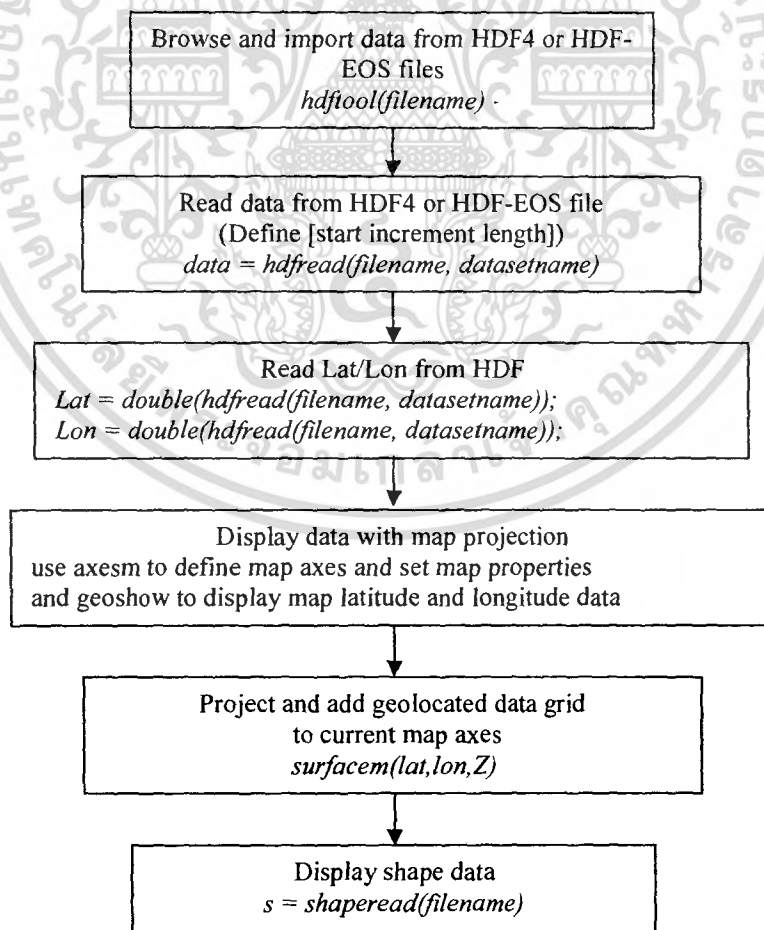 Browse and import data from HDF4 or HDF-
EOS files
hdftool(filename)
Read data from HDF4 or HDF-EOS file
(Define [start increment length])
data = hdfread(filename, datasetname)
Read Lat/Lon from HDF
Lat = double(hdfread(filename, datasetname));
Lon = double(hdfread(filename, datasetname));
Display data with map projection
use axesm to define map axes and set map properties
and geoshow to display map latitude and longitude data
Project and add geolocated data grid
to current map axes
surfacem(lat,lon,Z)
Display shape data
s = shaperead(filename)